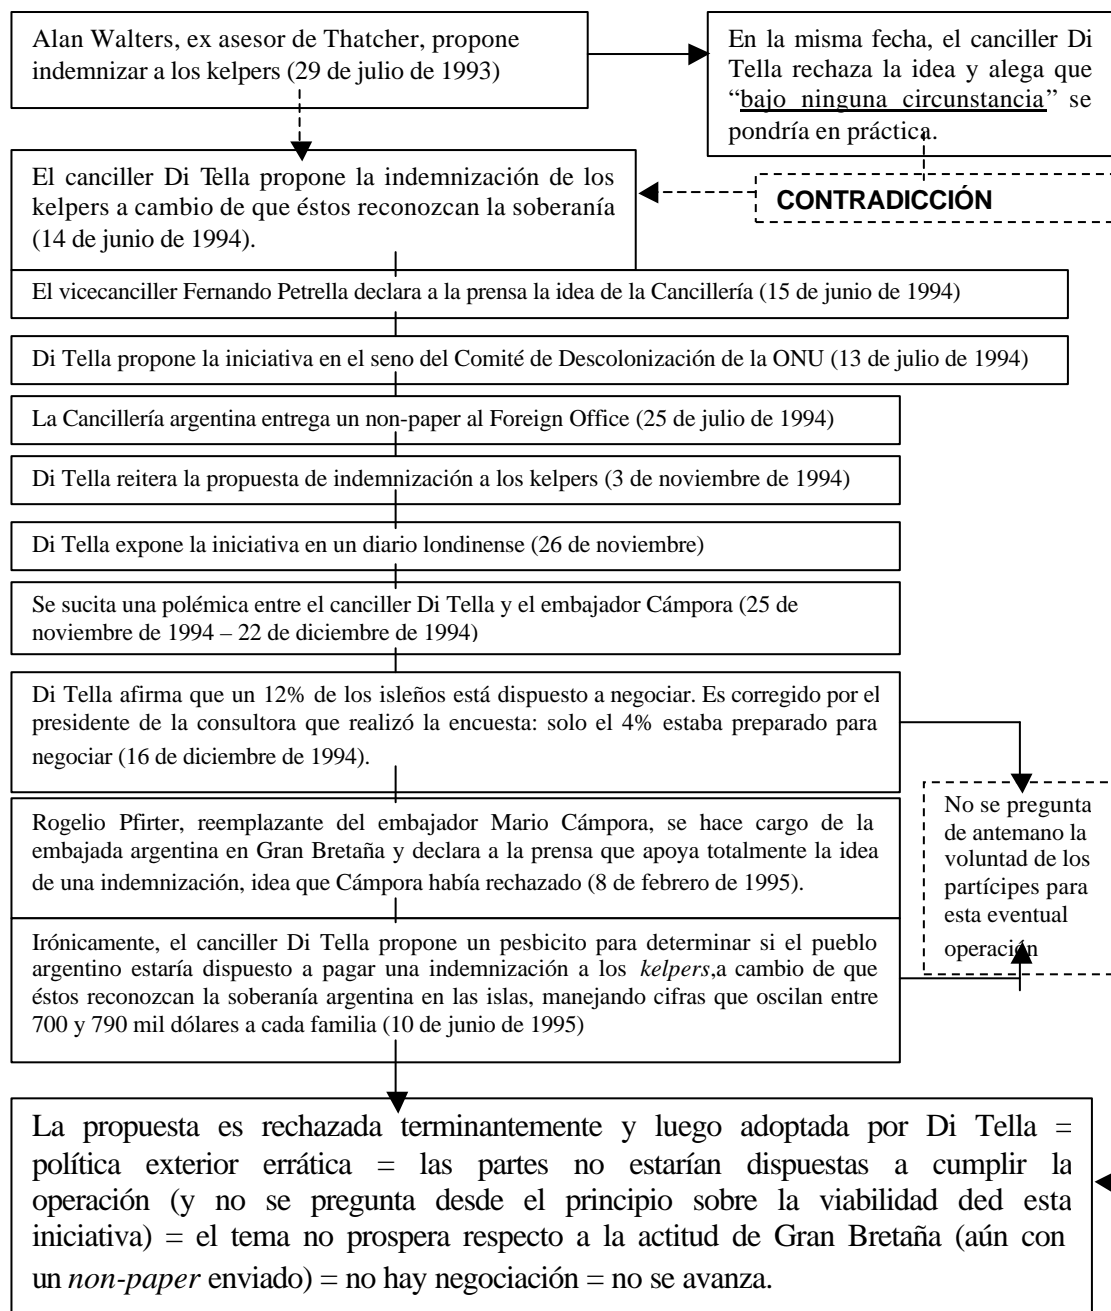 Alan Walters, ex asesor de Thatcher, propone
indemnizar a los kelpers (29 de julio de 1993)
En la misma fecha, el canciller Di
Tella rechaza la idea y alega que
“bajo ninguna circunstancia” se
pondría en práctica.
El canciller Di Tella propone la indemnización de los
kelpers a cambio de que éstos reconozcan la soberanía
(14 de junio de 1994).
CONTRADICCIÓN
El vicecanciller Fernando Petrella declara a la prensa la idea de la Cancillería (15 de junio de 1994)
Di Tella propone la iniciativa en el seno del Comité de Descolonización de la ONU (13 de julio de 1994)
La Cancillería argentina entrega un non-paper al Foreign Office (25 de julio de 1994)
Di Tella reitera la propuesta de indemnización a los kelpers (3 de noviembre de 1994)
Di Tella expone la iniciativa en un diario londinense (26 de noviembre)
Se sucita una polémica entre el canciller Di Tella y el embajador Cámpora (25 de
noviembre de 1994 – 22 de diciembre de 1994)
Di Tella afirma que un 12% de los isleños está dispuesto a negociar. Es corregido por el
presidente de la consultora que realizó la encuesta: solo el 4% estaba preparado para
negociar (16 de diciembre de 1994).
Rogelio Pfirter, reemplazante del embajador Mario Cámpora, se hace cargo de la
embajada argentina en Gran Bretaña y declara a la prensa que apoya totalmente la idea
de una indemnización, idea que Cámpora había rechazado (8 de febrero de 1995).
No se pregunta
de antemano la
voluntad de los
partícipes para
esta eventual
operación
Irónicamente, el canciller Di Tella propone un pesbicito para determinar si el pueblo
argentino estaría dispuesto a pagar una indemnización a los kelpers,a cambio de que
éstos reconozcan la soberanía argentina en las islas, manejando cifras que oscilan entre
700 y 790 mil dólares a cada familia (10 de junio de 1995)
La propuesta es rechazada terminantemente y luego adoptada por Di Tella =
política exterior errática = las partes no estarían dispuestas a cumplir la
operación (y no se pregunta desde el principio sobre la viabilidad ded esta
iniciativa) = el tema no prospera respecto a la actitud de Gran Bretaña (aún con
un non-paper enviado) = no hay negociación = no se avanza.